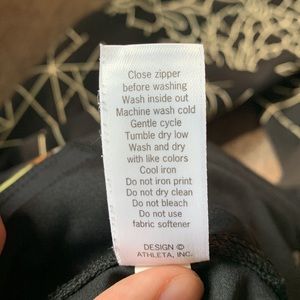 Close zipper
before washing
Wash inside out
Machine wash cold
Gentle cycle
Tumble dry low
Wash and dry
with like colors
Cool iron
Do not iron print
Do not dry clean
Do not bleach
Do not use
fabric softener
DESIGN ©
ATHLETA, INC.